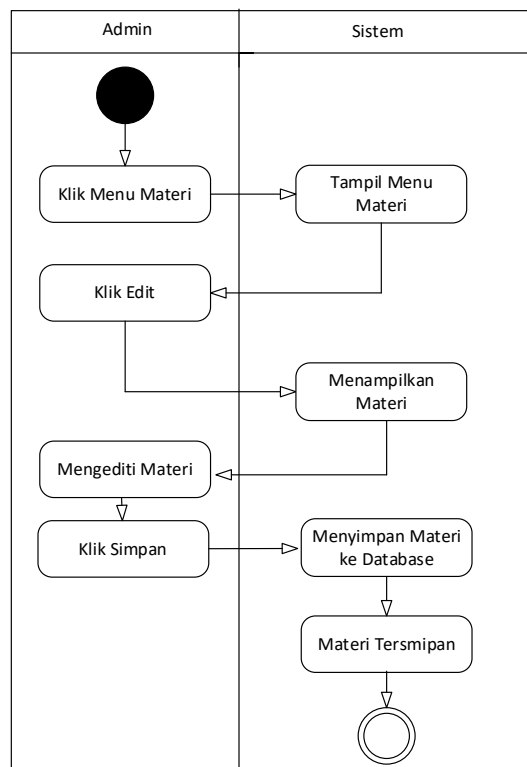 Admin
Sistem
Klik Menu Materi
Tampil Menu
Materi
Klik Edit
Menampilkan
Materi
Mengediti Materi
Klik Simpan
Menyimpan Materi
ke Database
Materi Tersmipan